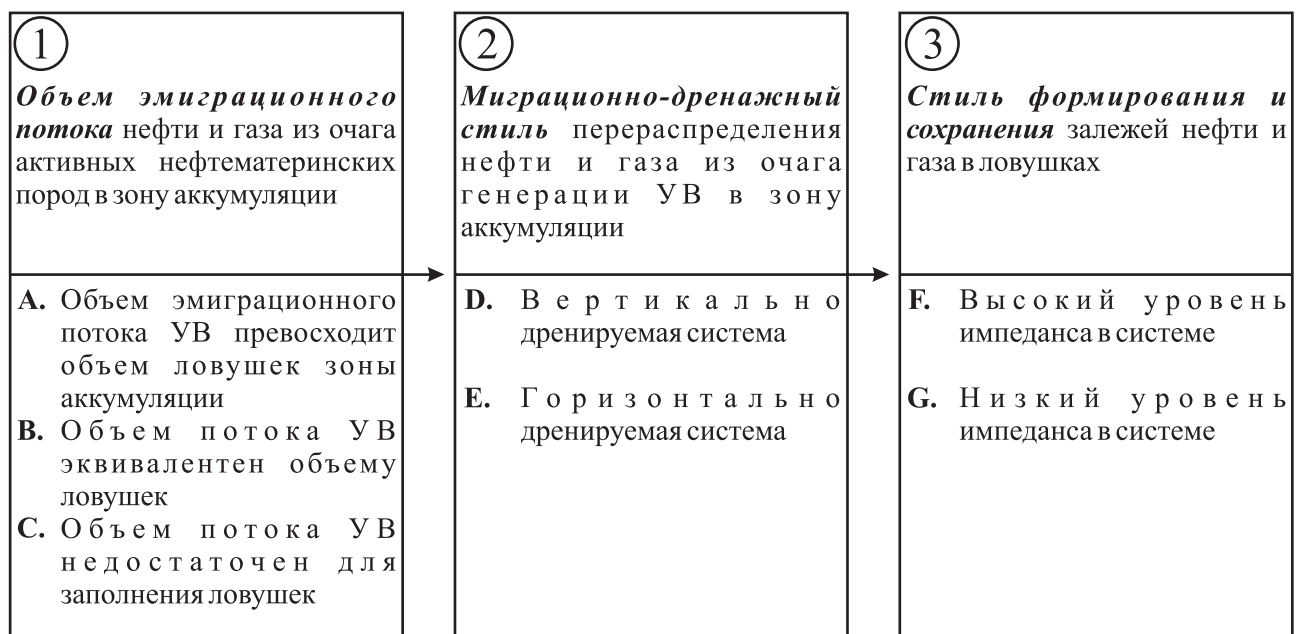 1
Объем эмиграционного
потока нефти и газа из очага
активных нефтематеринских
пород в зону аккумуляции
A. Объем эмиграционного
потока УВ превосходит
объем ловушек зоны
аккумуляции
B. Объем потока УВ
эквивалентен объему
ловушек
C. Объем потока УВ
недостаточен для
заполнения ловушек
2
Миграционно-дренажный
стиль перераспределения
нефти и газа из очага
генерации УВ в зону
аккумуляции
D. Вертикально
дренируемая система
E. Горизонтально
дренируемая система
3
Стиль формирования и
сохранения залежей нефти и
газа в ловушках
F. Высокий уровень
импеданса в системе
G. Низкий уровень
импеданса в системе